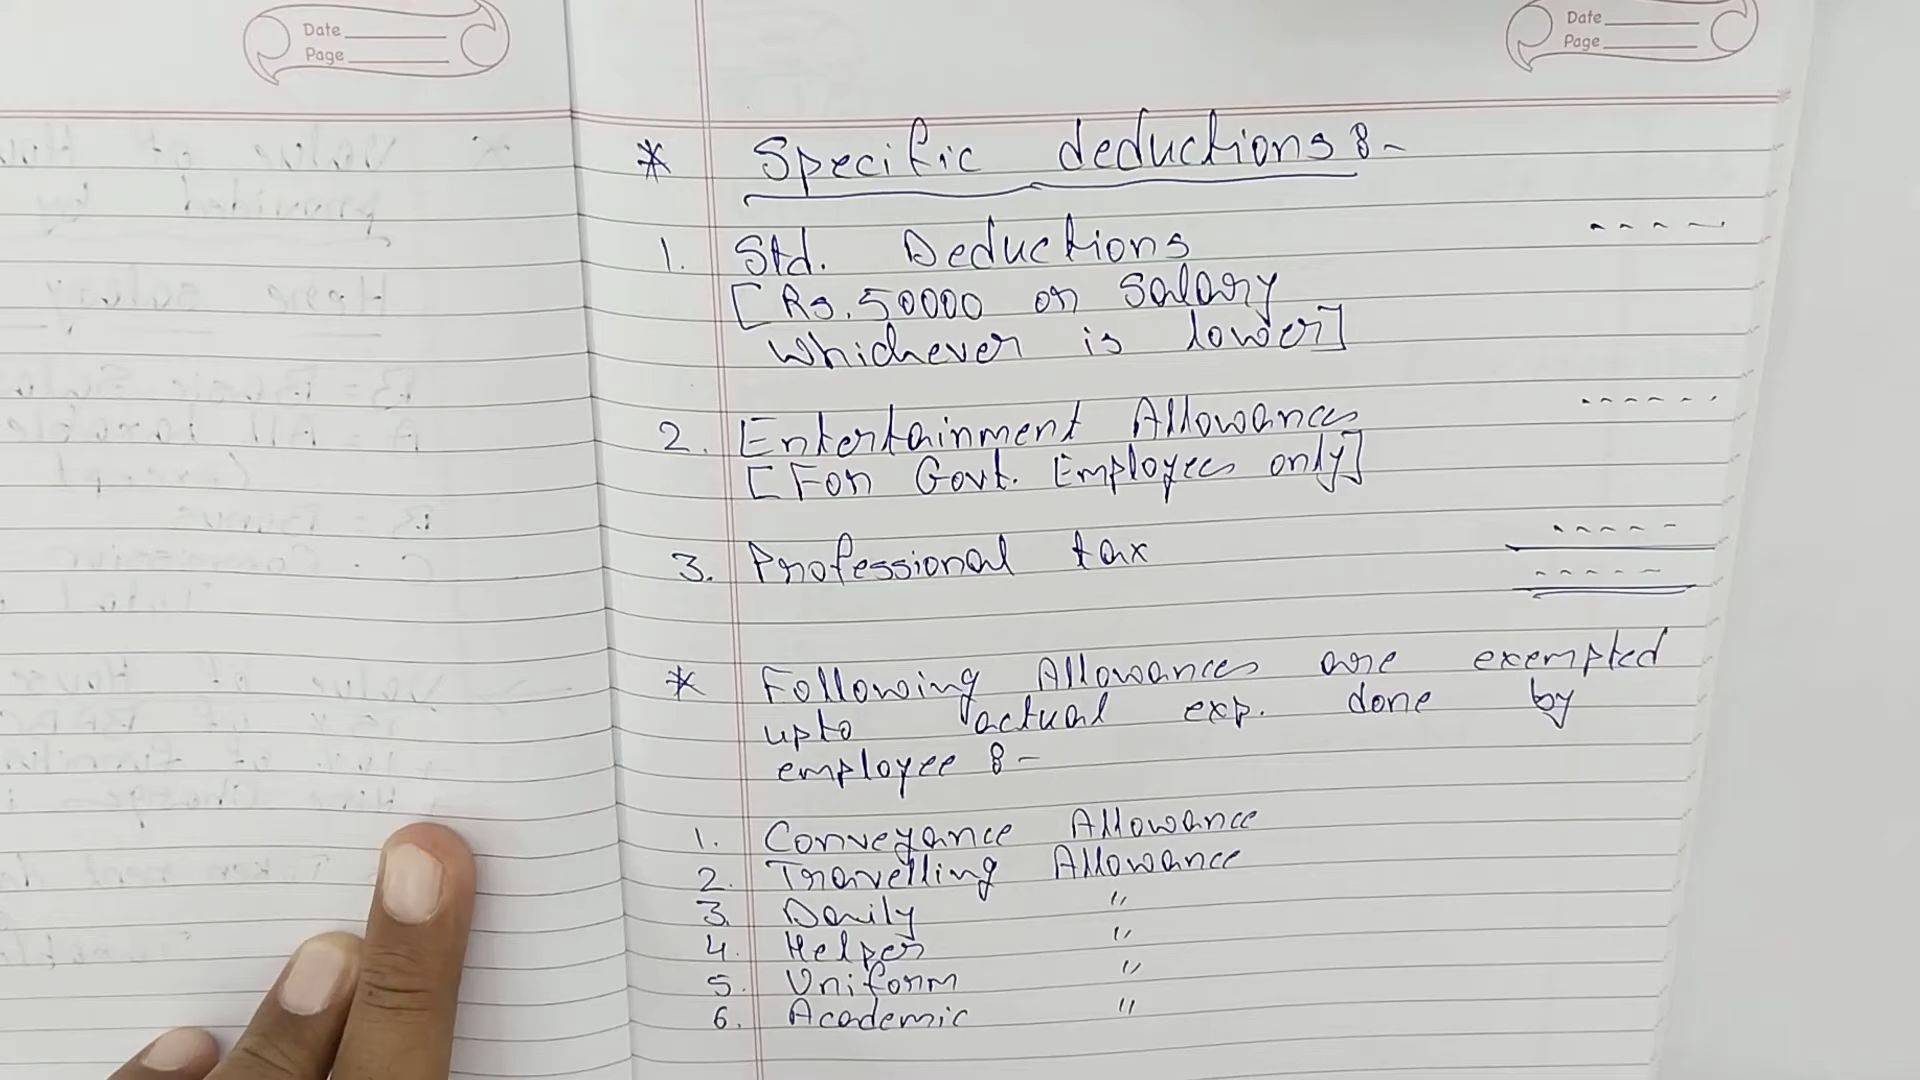 Date
Page
Date
Page
* Specific deductions :-
1. Std. Deductions
[Rs. 50000 or Salary
Whichever is lower]
2. Entertainment Allowances
[For Govt. Employees only]
3. Professional tax
* Following Allowances are exempted
upto actual exp. done by
employee :-
1. Conveyance Allowance
2. Travelling Allowance
3. Daily "
4. Helper "
5. Uniform "
6. Academic "